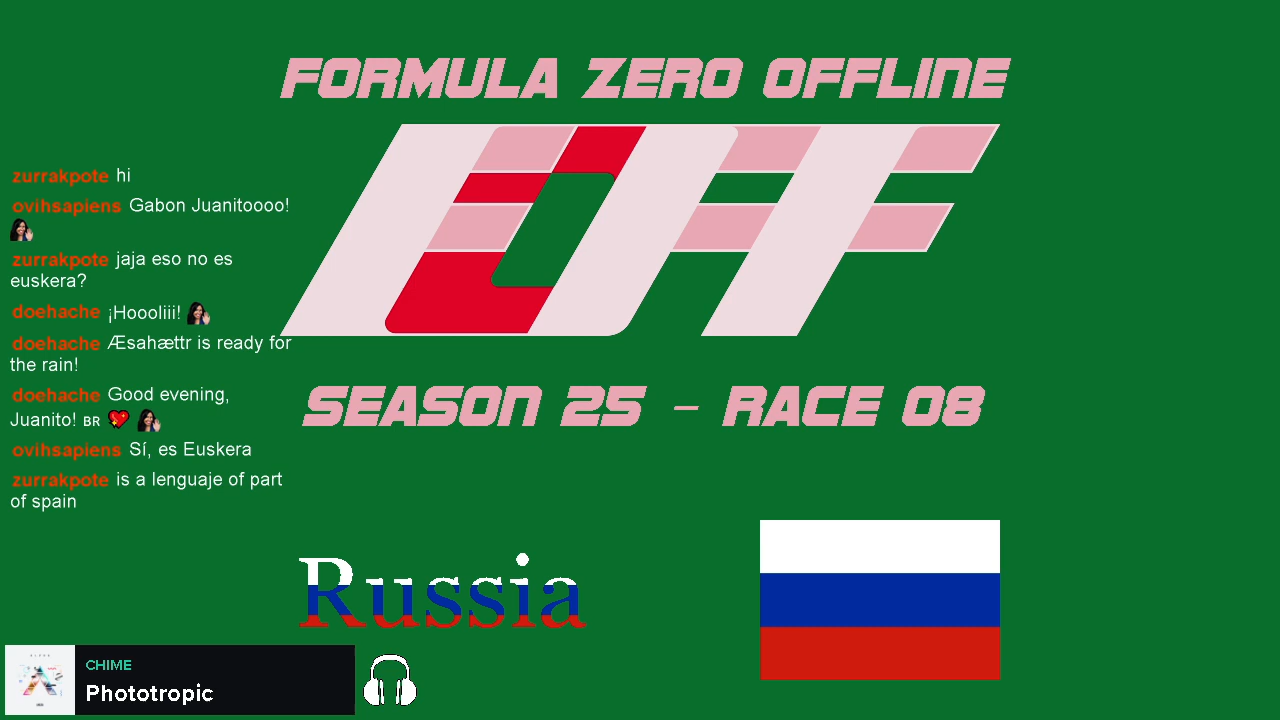 FORMULA ZERO OFFLINE
zurrakpote hi
ovihsapiens Gabon Juanitoooo!
zurrakpote jaja eso no es
euskera?
doehache ¡Hoooliii!
doehache Æsahættr is ready for
the rain!
doehache Good evening,
Juanito! BR
ovihsapiens Sí, es Euskera
zurrakpote is a lenguaje of part
of spain
SEASON 25 - RACE 08
Russia
CHIME
Phototropic